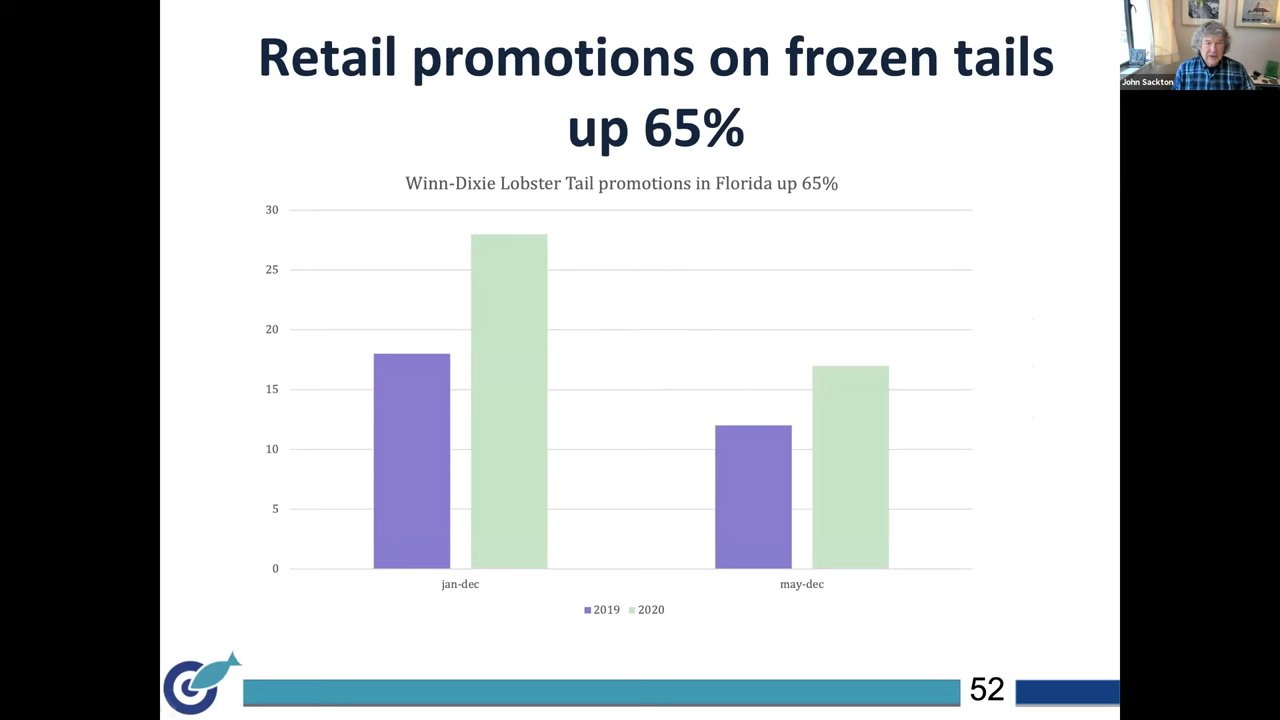 Retail promotions on frozen tails
up 65%
John Sackton
Winn-Dixie Lobster Tail promotions in Florida up 65%
30
25
20
15
10
5
0
jan-dec
may-dec
2019 2020
52